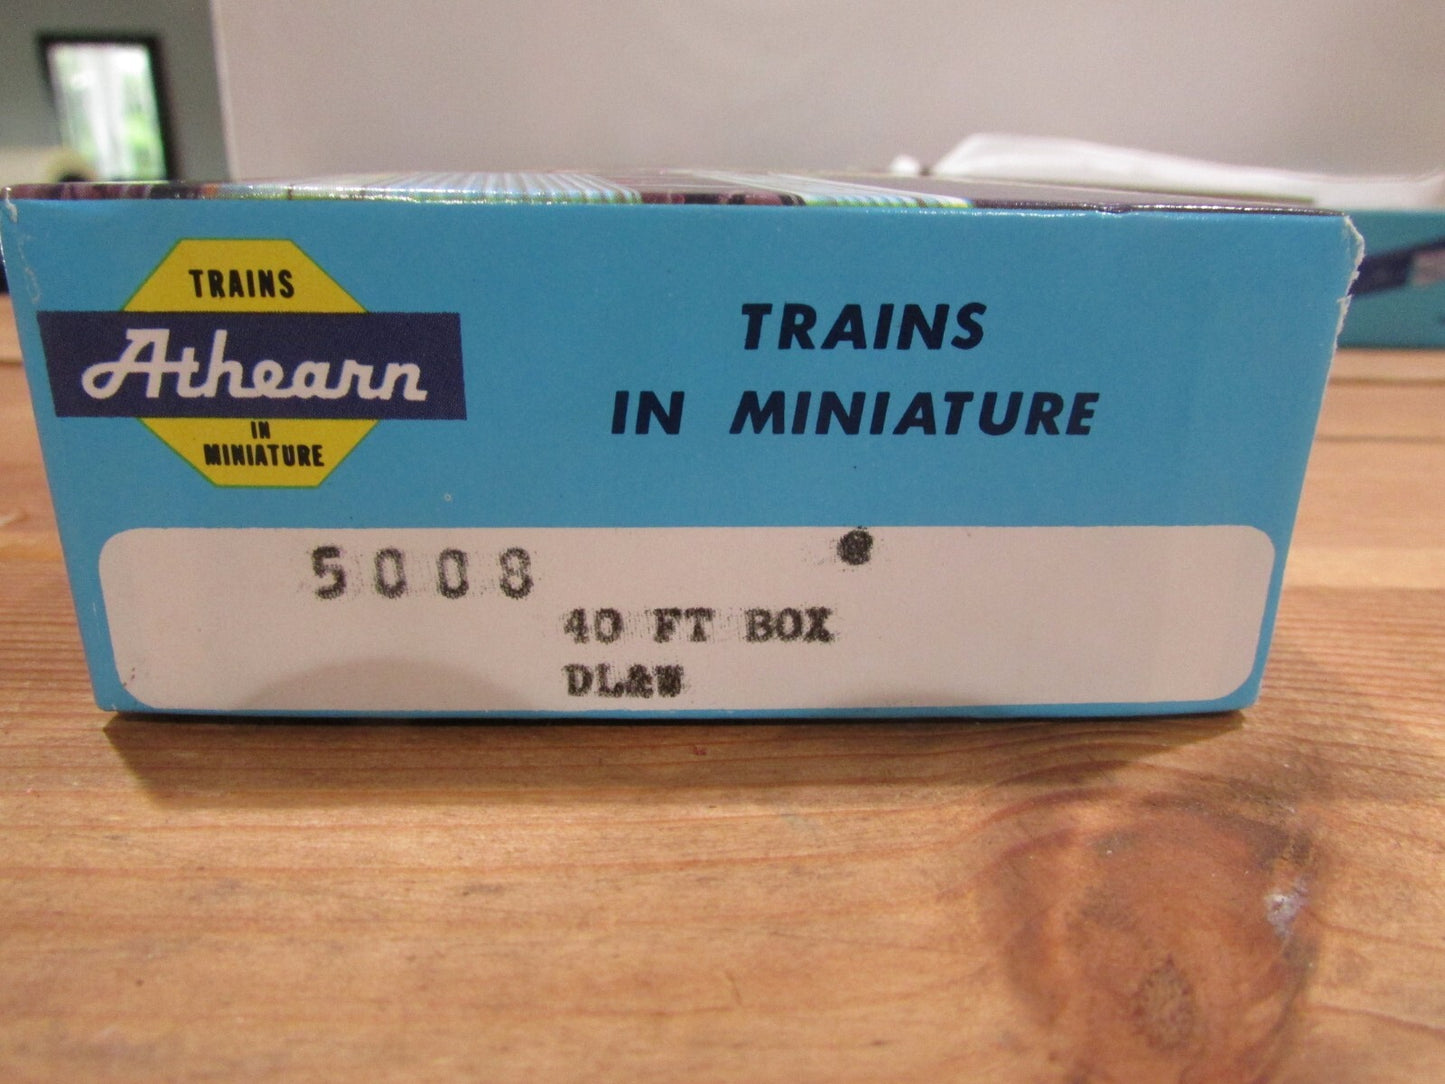 TRAINS
Athearn
IN
MINIATURE
TRAINS
IN MINIATURE
5008
40 FT BOX
DL&W